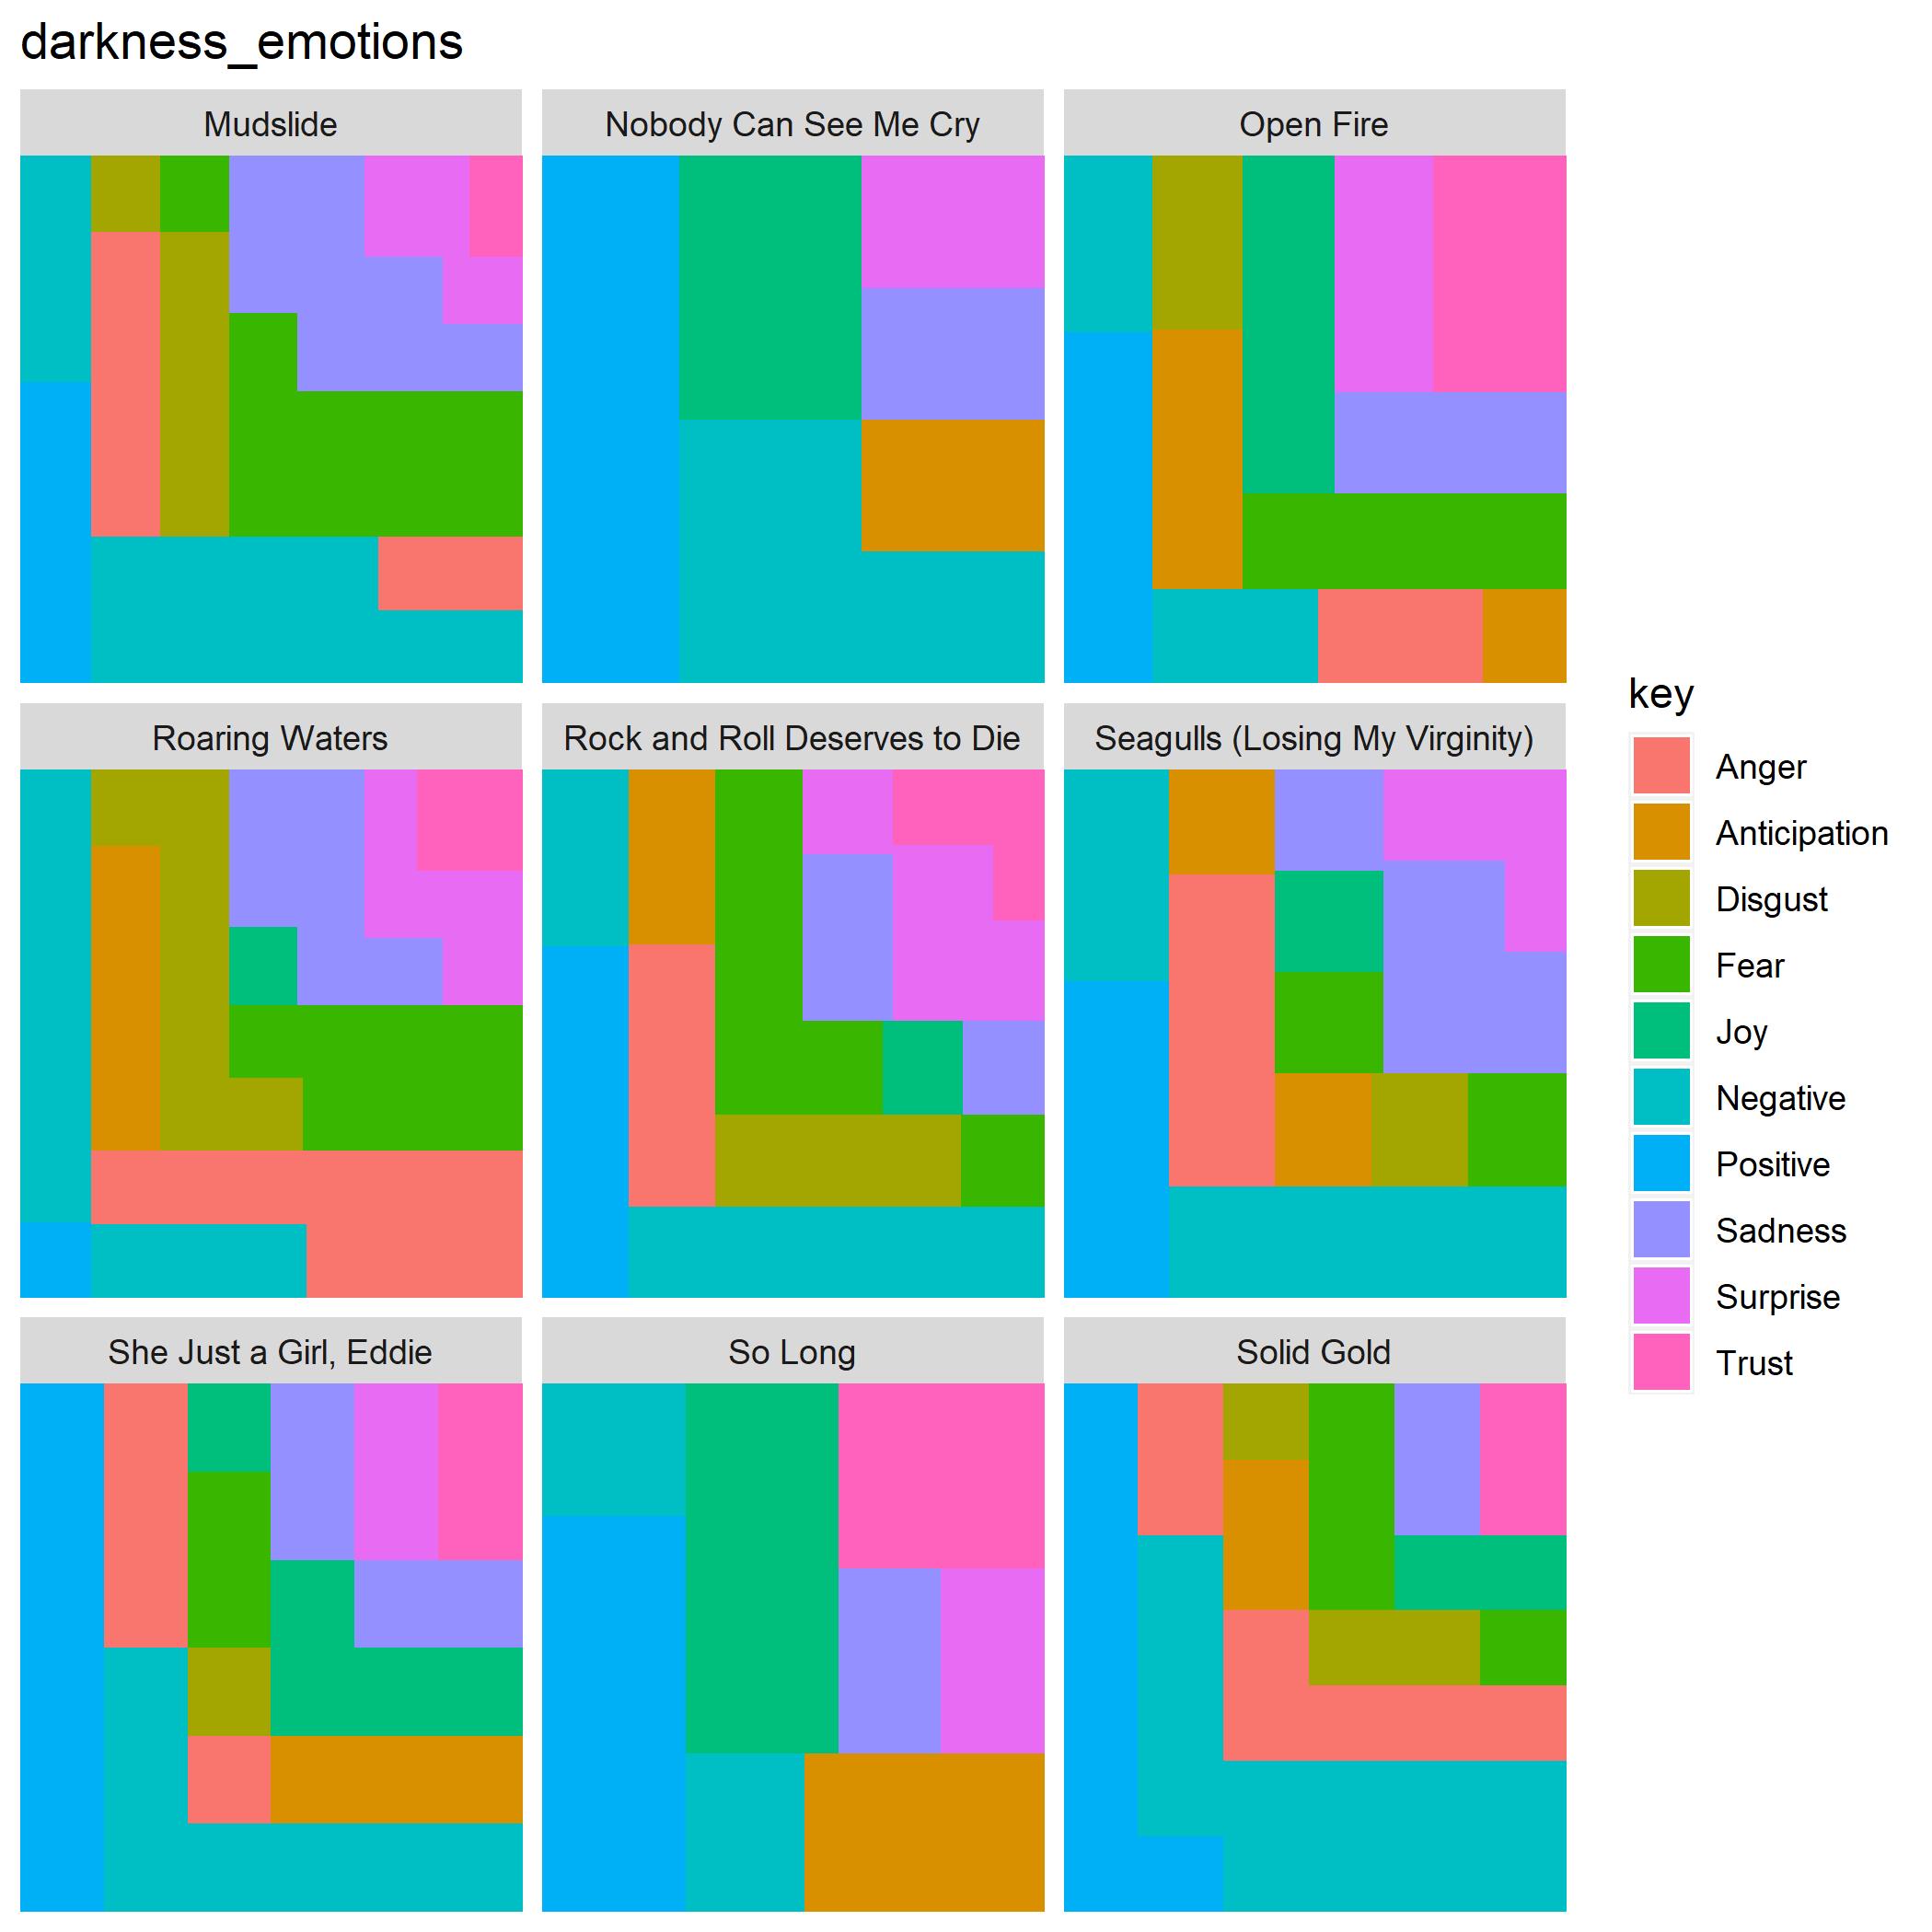 darkness_emotions
Mudslide
Nobody Can See Me Cry
Open Fire
Roaring Waters
Rock and Roll Deserves to Die
Seagulls (Losing My Virginity)
She Just a Girl, Eddie
So Long
Solid Gold
key
Anger
Anticipation
Disgust
Fear
Joy
Negative
Positive
Sadness
Surprise
Trust